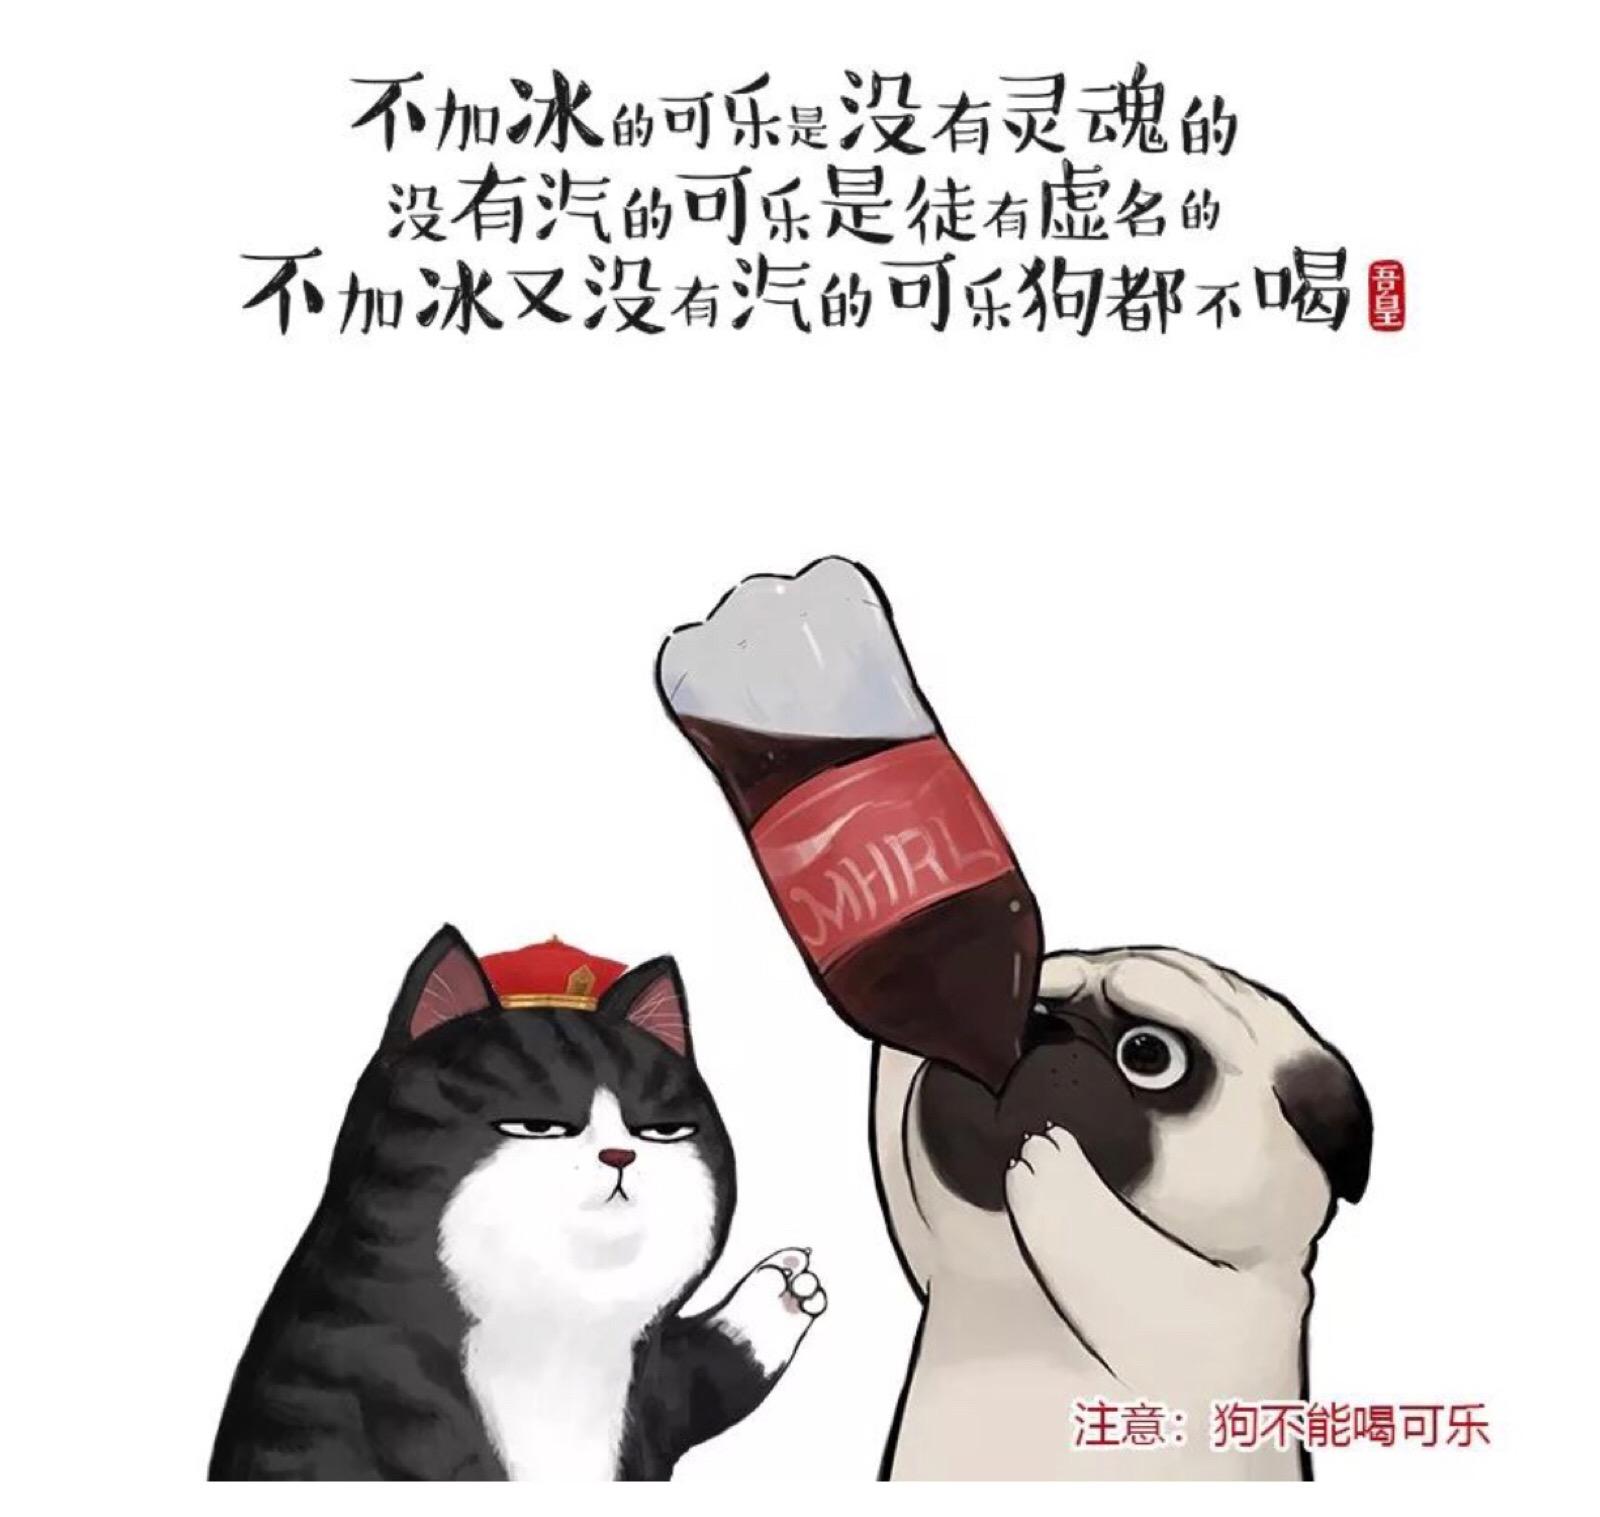 不加冰的可乐是没有灵魂的
没有汽的可乐是徒有虚名的
不加冰又没有汽的可乐狗都不喝
吾皇
MHRL
注意：狗不能喝可乐